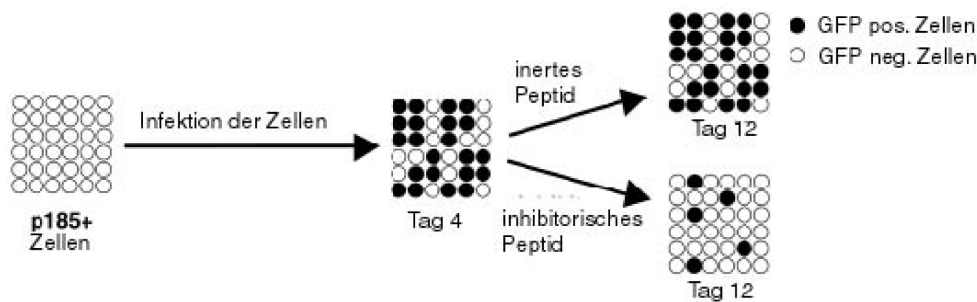 GFP pos. Zellen
GFP neg. Zellen
inertes
Peptid
Infektion der Zellen
Tag 12
p185+
Zellen
Tag 4
inhibitorisches
Peptid
Tag 12